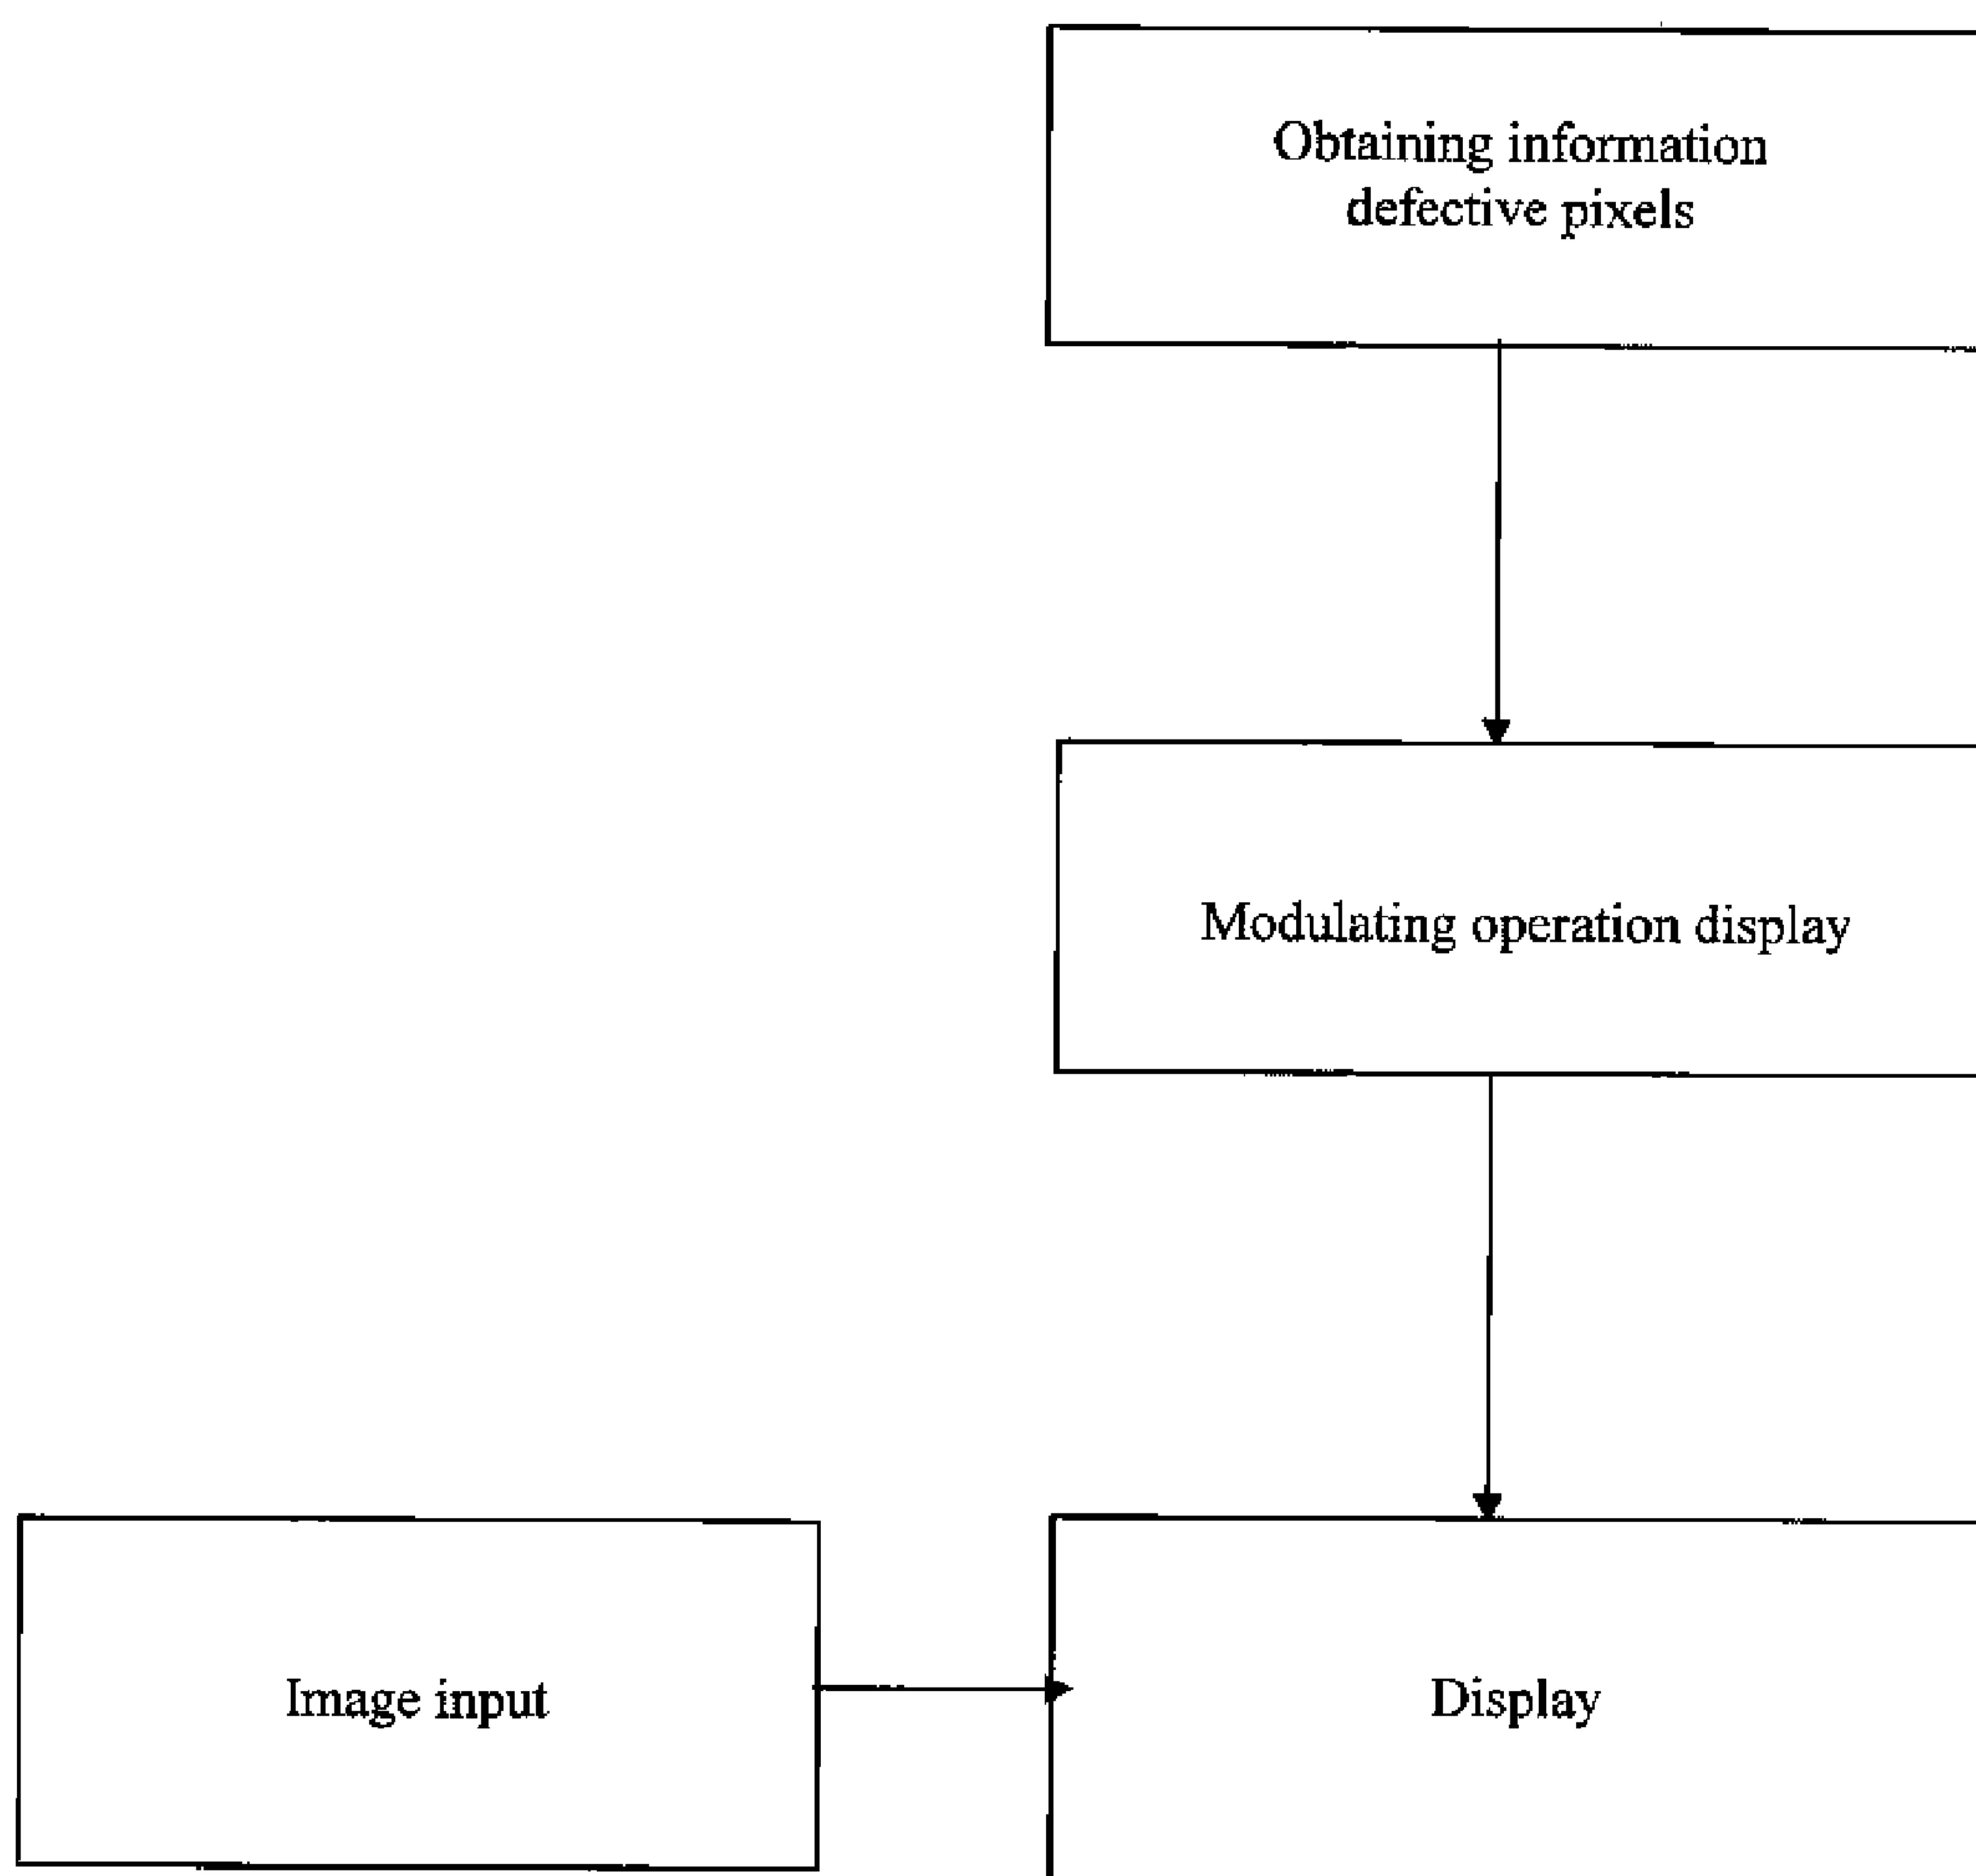 Obtaining information
defective pixels
Modulating operation display
Image input
Display